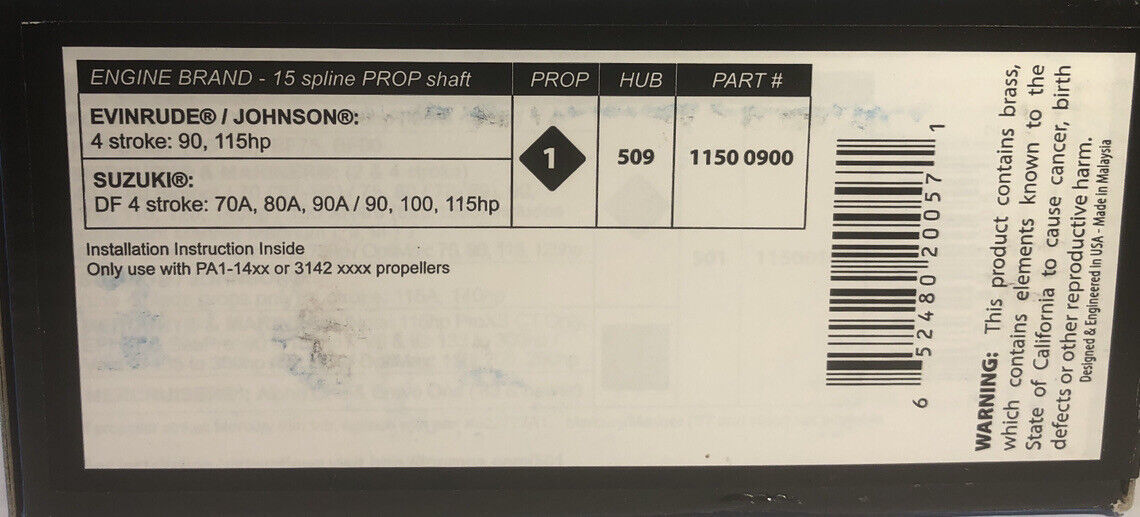 ENGINE BRAND - 15 spline PROP shaft PROP HUB PART #
EVINRUDE® / JOHNSON®:
4 stroke: 90, 115hp
1 509 1150 0900
SUZUKI®:
DF 4 stroke: 70A, 80A, 90A / 90, 100, 115hp
Installation Instruction Inside
Only use with PA1-14xx or 3142 xxxx propellers
6 52480 20057 1
WARNING: This product contains brass,
which contains elements known to the
State of California to cause cancer, birth
defects or other reproductive harm.
Designed & Engineered In USA - Made in Malaysia